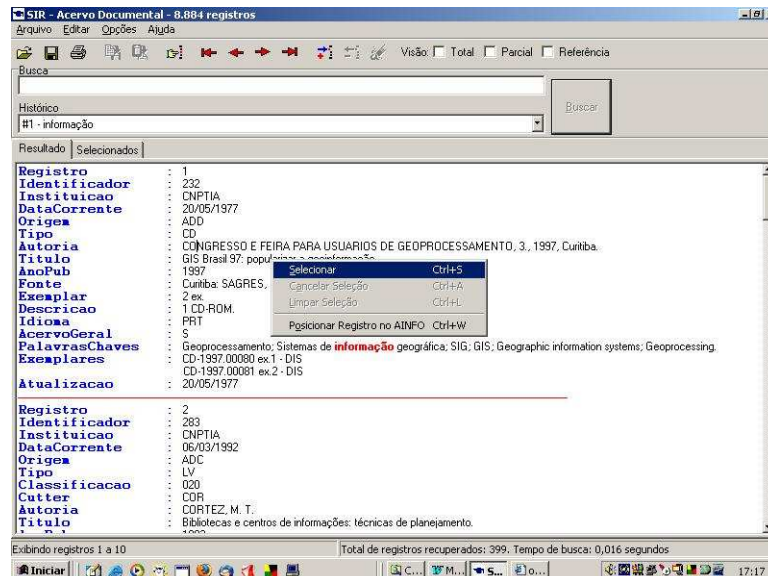 SIR - Acervo Documental - 8.884 registros
Arquivo Editar Opções Ajuda
Visão: Total Parcial Referência
Busca
Histórico
#1 - informação
Buscar
Resultado Selecionados
Registro : 1
Identificador : 232
Instituicao : CNPTIA
DataCorrente : 20/05/1977
Origem : ADD
Tipo : CD
Autoria : CONGRESSO E FEIRA PARA USUARIOS DE GEOPROCESSAMENTO, 3., 1997, Curitiba.
Titulo : GIS Brasil 97: popularizar a geoinformação
AnoPub : 1997
Fonte : Curitiba: SAGRES,
Exemplar : 2 ex.
Descricao : 1 CD-ROM.
Idioma : PRT
AcervoGeral : S
PalavrasChaves : Geoprocessamento; Sistemas de informação geográfica; SIG; GIS; Geographic information systems; Geoprocessing.
Exemplares : CD-1997.00080 ex.1 - DIS
CD-1997.00081 ex.2 - DIS
Atualizacao : 20/05/1977
Selecionar Ctrl+S
Cancelar Seleção Ctrl+A
Limpar Seleção Ctrl+L
Posicionar Registro no AINFO Ctrl+W
Registro : 2
Identificador : 283
Instituicao : CNPTIA
DataCorrente : 06/03/1992
Origem : ADC
Tipo : LV
Classificacao : 020
Cutter : COR
Autoria : CORTEZ, M. T.
Titulo : Bibliotecas e centros de informações: técnicas de planejamento.
Exibindo registros 1 a 10
Total de registros recuperados: 399. Tempo de busca: 0,016 segundos
Iniciar C... M... S... o... 17:17